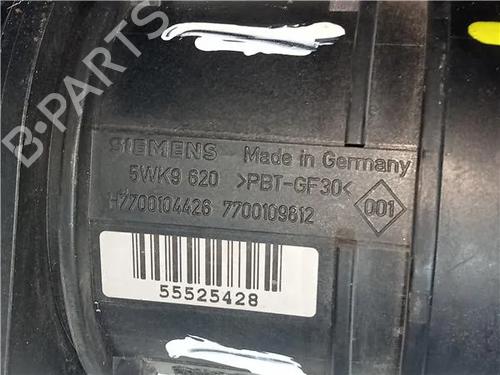 B-PARTS
SIEMENS Made in Germany
5WK9 620 >PBT-GF30<
H7700104426 7700109812 001
55525428